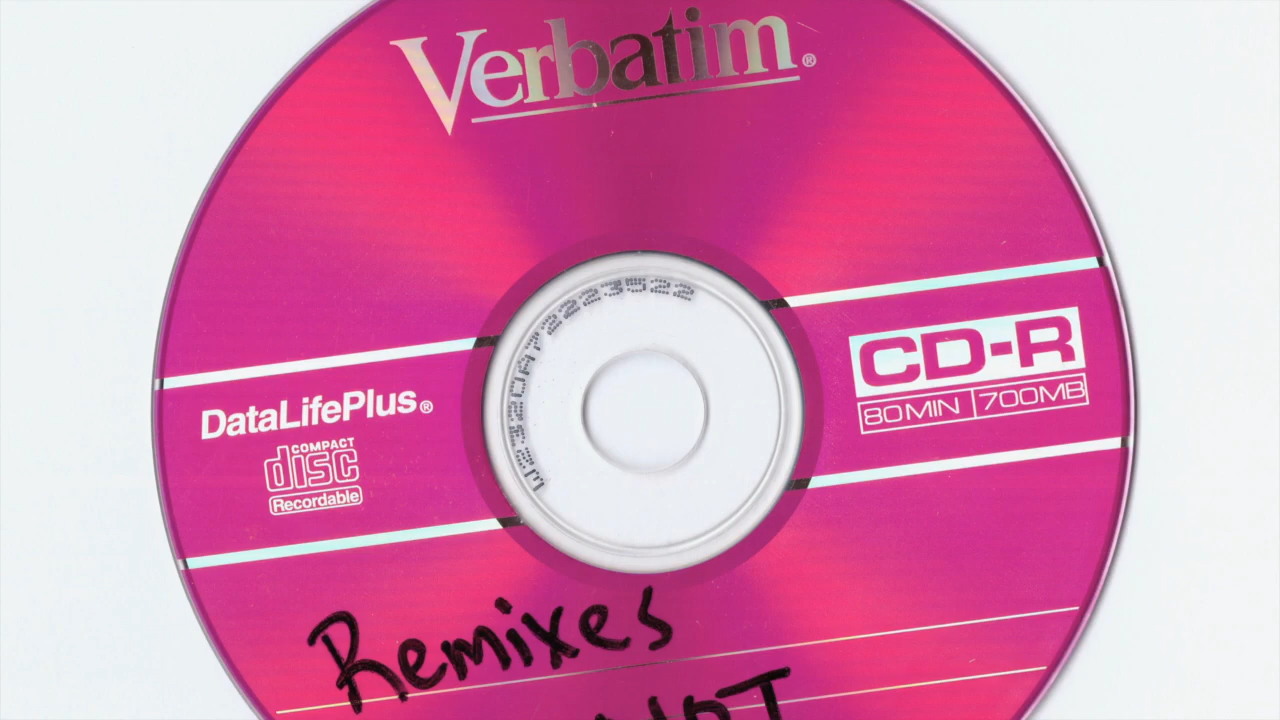 Verbatim®
CD-R
80MIN 700MB
DataLifePlus®
COMPACT
disc
Recordable
Remixes